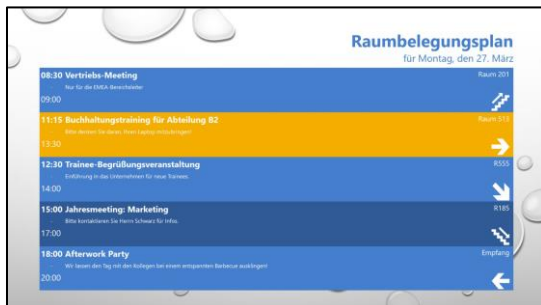 Raumbelegungsplan
für Montag, den 27. März
08:30 Vertriebs-Meeting Raum 201
- Nur für die EMEA-Bereichsleiter
09:00
11:15 Buchhaltungstraining für Abteilung B2 Raum 513
- Bitte denken Sie daran, Ihren Laptop mitzubringen!
13:30
12:30 Trainee-Begrüßungsveranstaltung R555
- Einführung in das Unternehmen für neue Trainees.
14:00
15:00 Jahresmeeting: Marketing R185
- Bitte kontaktieren Sie Herrn Schwarz für Infos.
17:00
18:00 Afterwork Party Empfang
- Wir lassen den Tag mit den Kollegen bei einem entspannten Barbecue ausklingen!
20:00